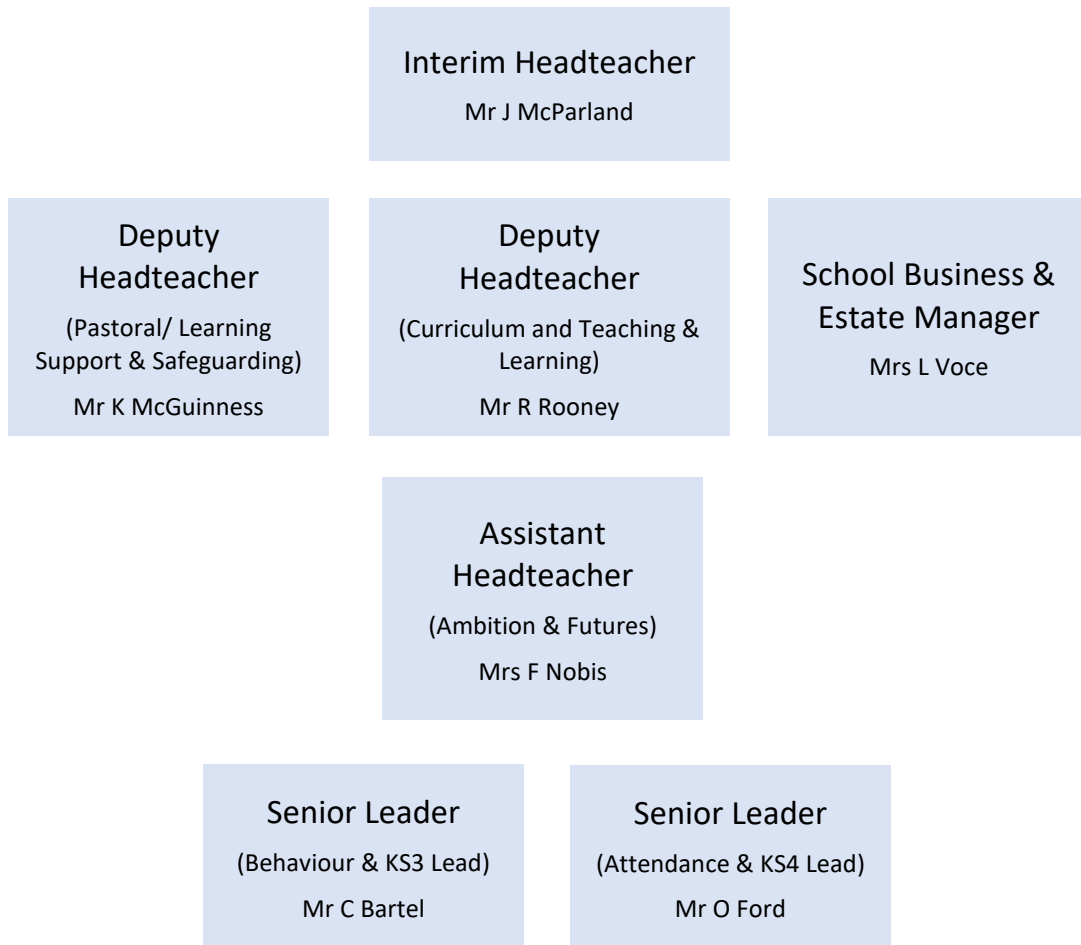 Interim Headteacher
Mr J McParland
Deputy
Headteacher
(Pastoral/ Learning
Support & Safeguarding)
Mr K McGuinness
Deputy
Headteacher
(Curriculum and Teaching &
Learning)
Mr R Rooney
School Business &
Estate Manager
Mrs L Voce
Assistant
Headteacher
(Ambition & Futures)
Mrs F Nobis
Senior Leader
(Behaviour & KS3 Lead)
Mr C Bartel
Senior Leader
(Attendance & KS4 Lead)
Mr O Ford